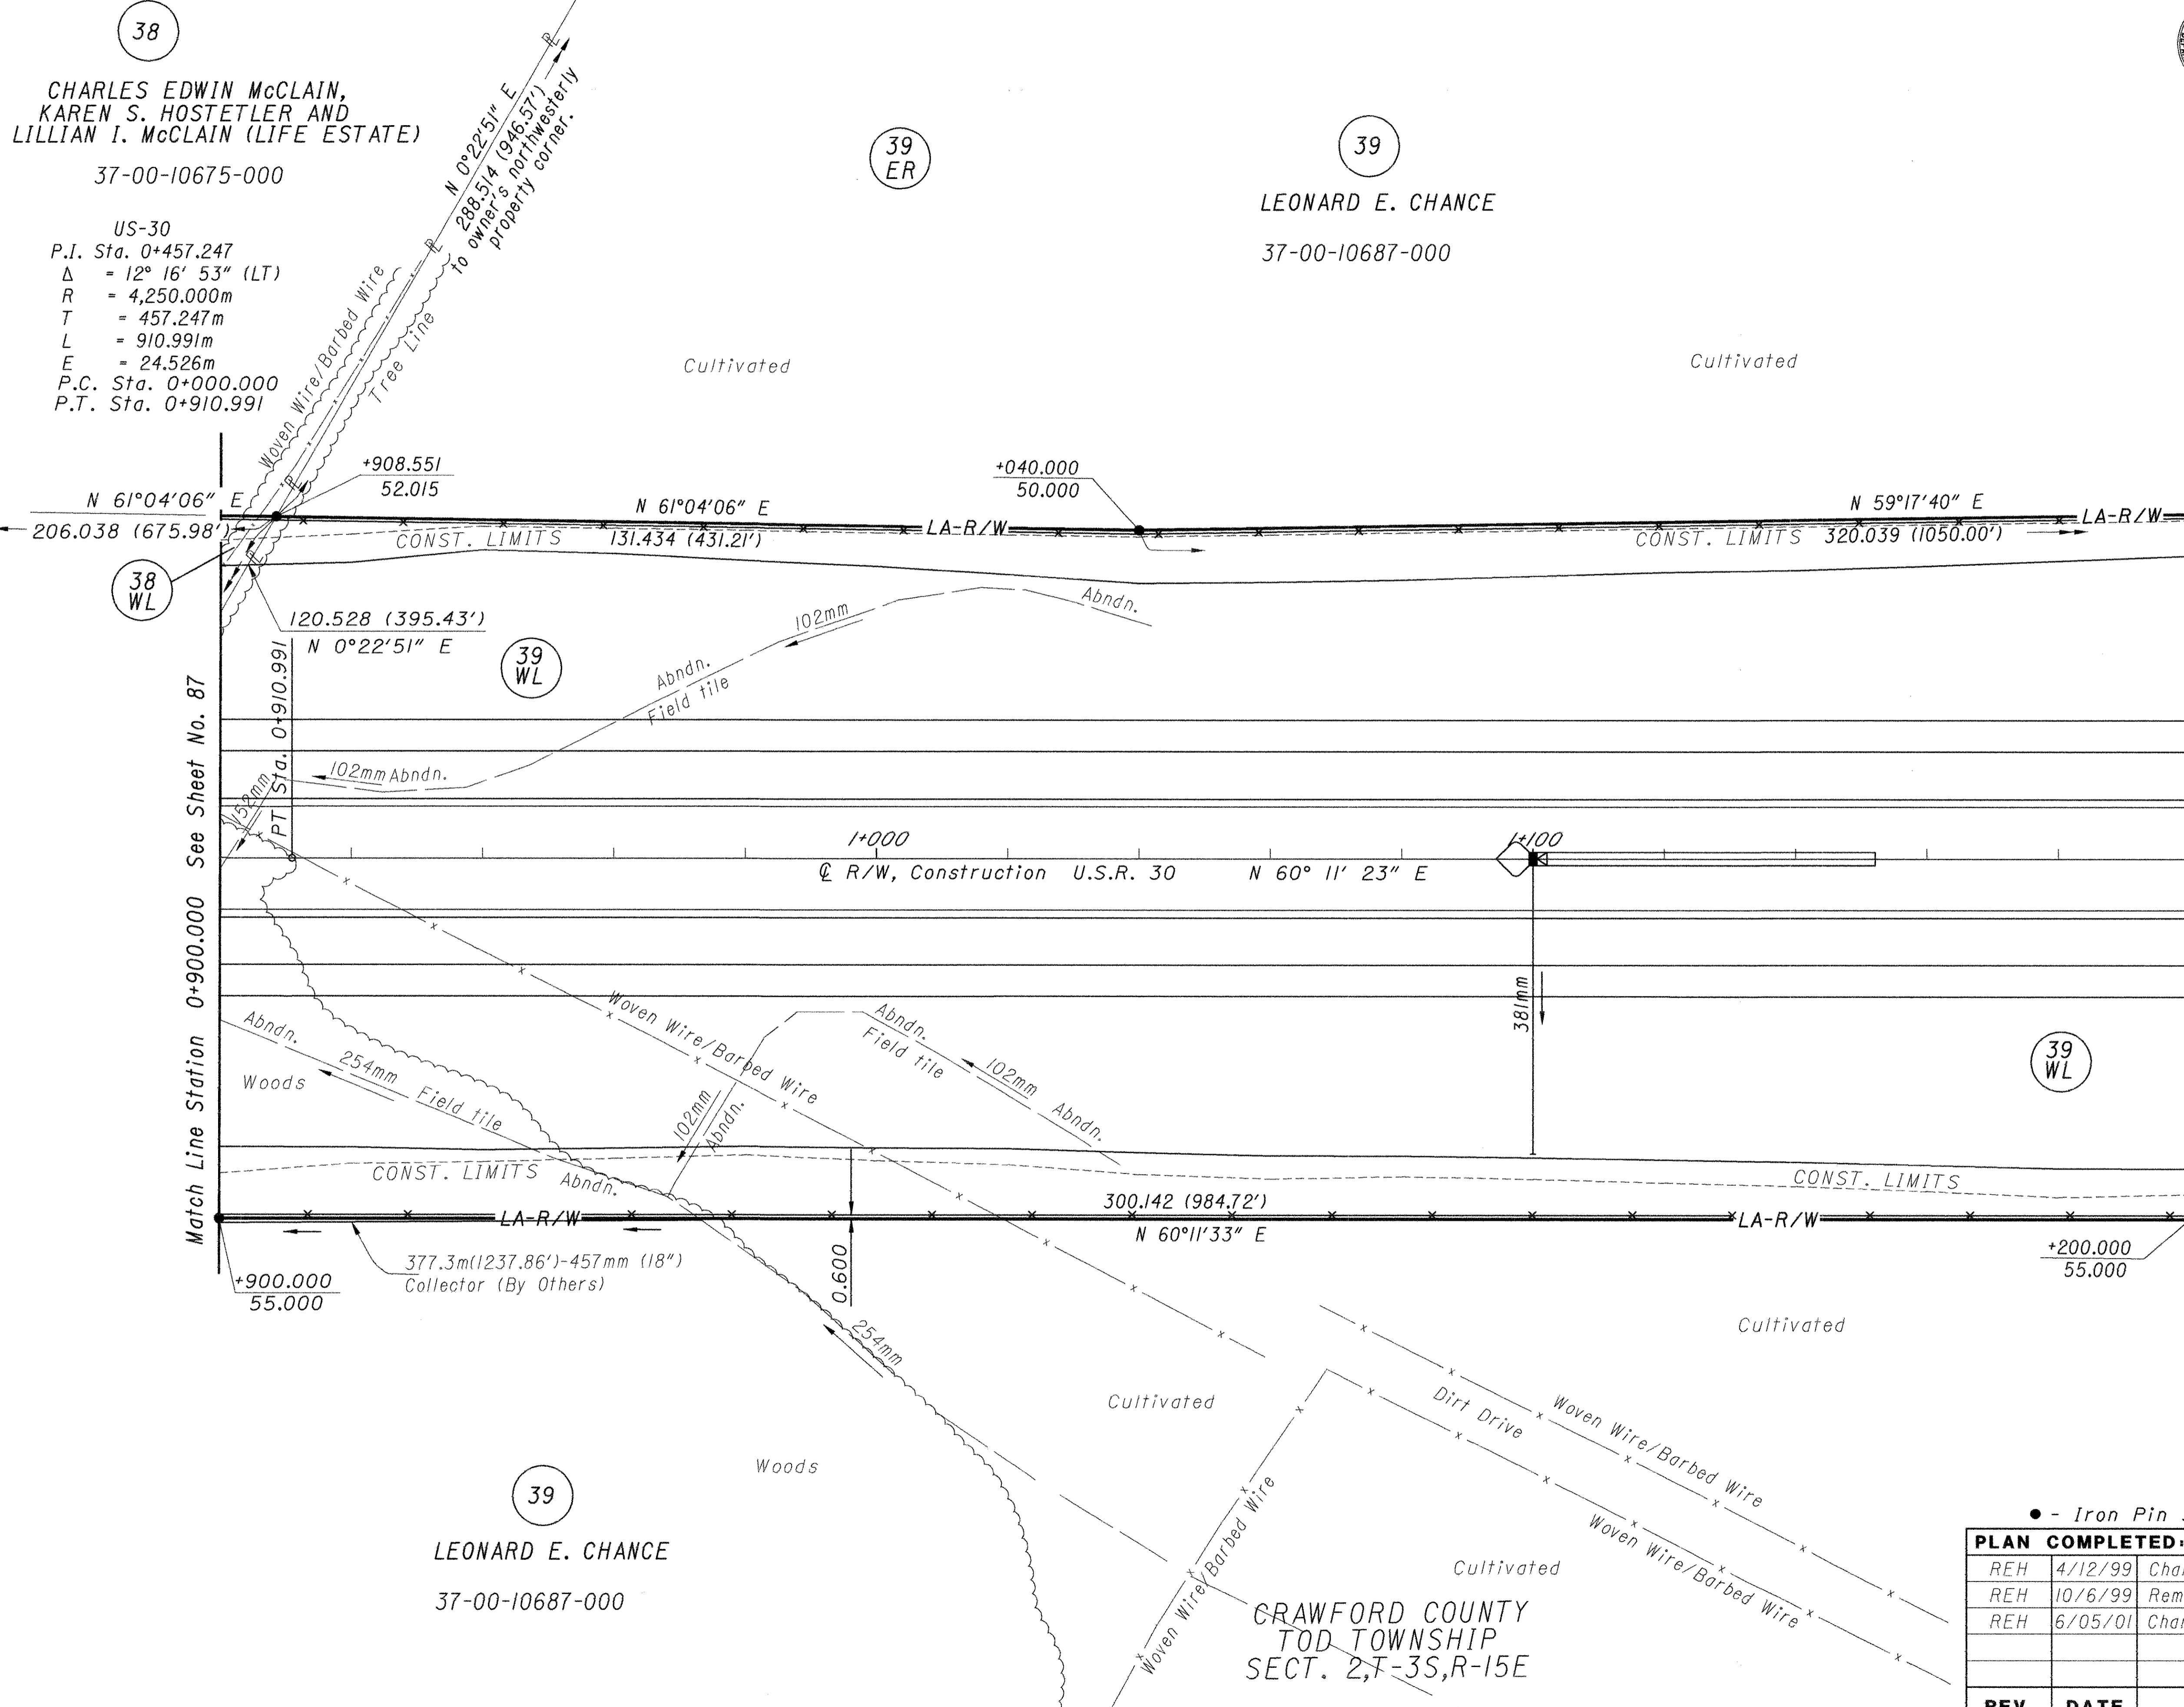 38
CHARLES EDWIN McCLAIN,
KAREN S. HOSTETLER AND
LILLIAN I. McCLAIN (LIFE ESTATE)
37-00-10675-000
US-30
P.I. Sta. 0+457.247
Δ = 12° 16' 53" (LT)
R = 4,250.000m
T = 457.247m
L = 910.991m
E = 24.526m
P.C. Sta. 0+000.000
P.T. Sta. 0+910.991
N 0°22'51" E
288.514 (946.57')
to owner's northwesterly
property corner.
PL
PL
Woven Wire/Barbed Wire
Tree Line
39
ER
39
LEONARD E. CHANCE
37-00-10687-000
Cultivated
Cultivated
+908.551
52.015
+040.000
50.000
N 61°04'06" E
206.038 (675.98')
PL
PL
N 61°04'06" E
LA-R/W
131.434 (431.21')
CONST. LIMITS
N 59°17'40" E
LA-R/W
CONST. LIMITS
320.039 (1050.00')
38
WL
120.528 (395.43')
N 0°22'51" E
39
WL
102mm
Abndn.
Abndn.
Field tile
102mm Abndn.
152mm
PT Sta. 0+910.991
Match Line Station 0+900.000 See Sheet No. 87
1+000
1+100
℄ R/W, Construction U.S.R. 30 N 60° 11' 23" E
381mm
39
WL
Abndn.
254mm
Field tile
Abndn.
Woods
Woven Wire/Barbed Wire
Abndn.
Field tile
102mm
Abndn.
102mm
Abndn.
CONST. LIMITS
CONST. LIMITS
300.142 (984.72')
N 60°11'33" E
LA-R/W
LA-R/W
0.600
377.3m(1237.86')-457mm (18")
Collector (By Others)
+900.000
55.000
+200.000
55.000
254mm
Cultivated
Cultivated
Dirt Drive
Woven Wire/Barbed Wire
Woven Wire/Barbed Wire
Woven Wire/Barbed Wire
Woods
Cultivated
39
LEONARD E. CHANCE
37-00-10687-000
CRAWFORD COUNTY
TOD TOWNSHIP
SECT. 2,T-3S,R-15E
● - Iron Pin
PLAN COMPLETED:
REH 4/12/99
REH 10/6/99
REH 6/05/01
REV. DATE